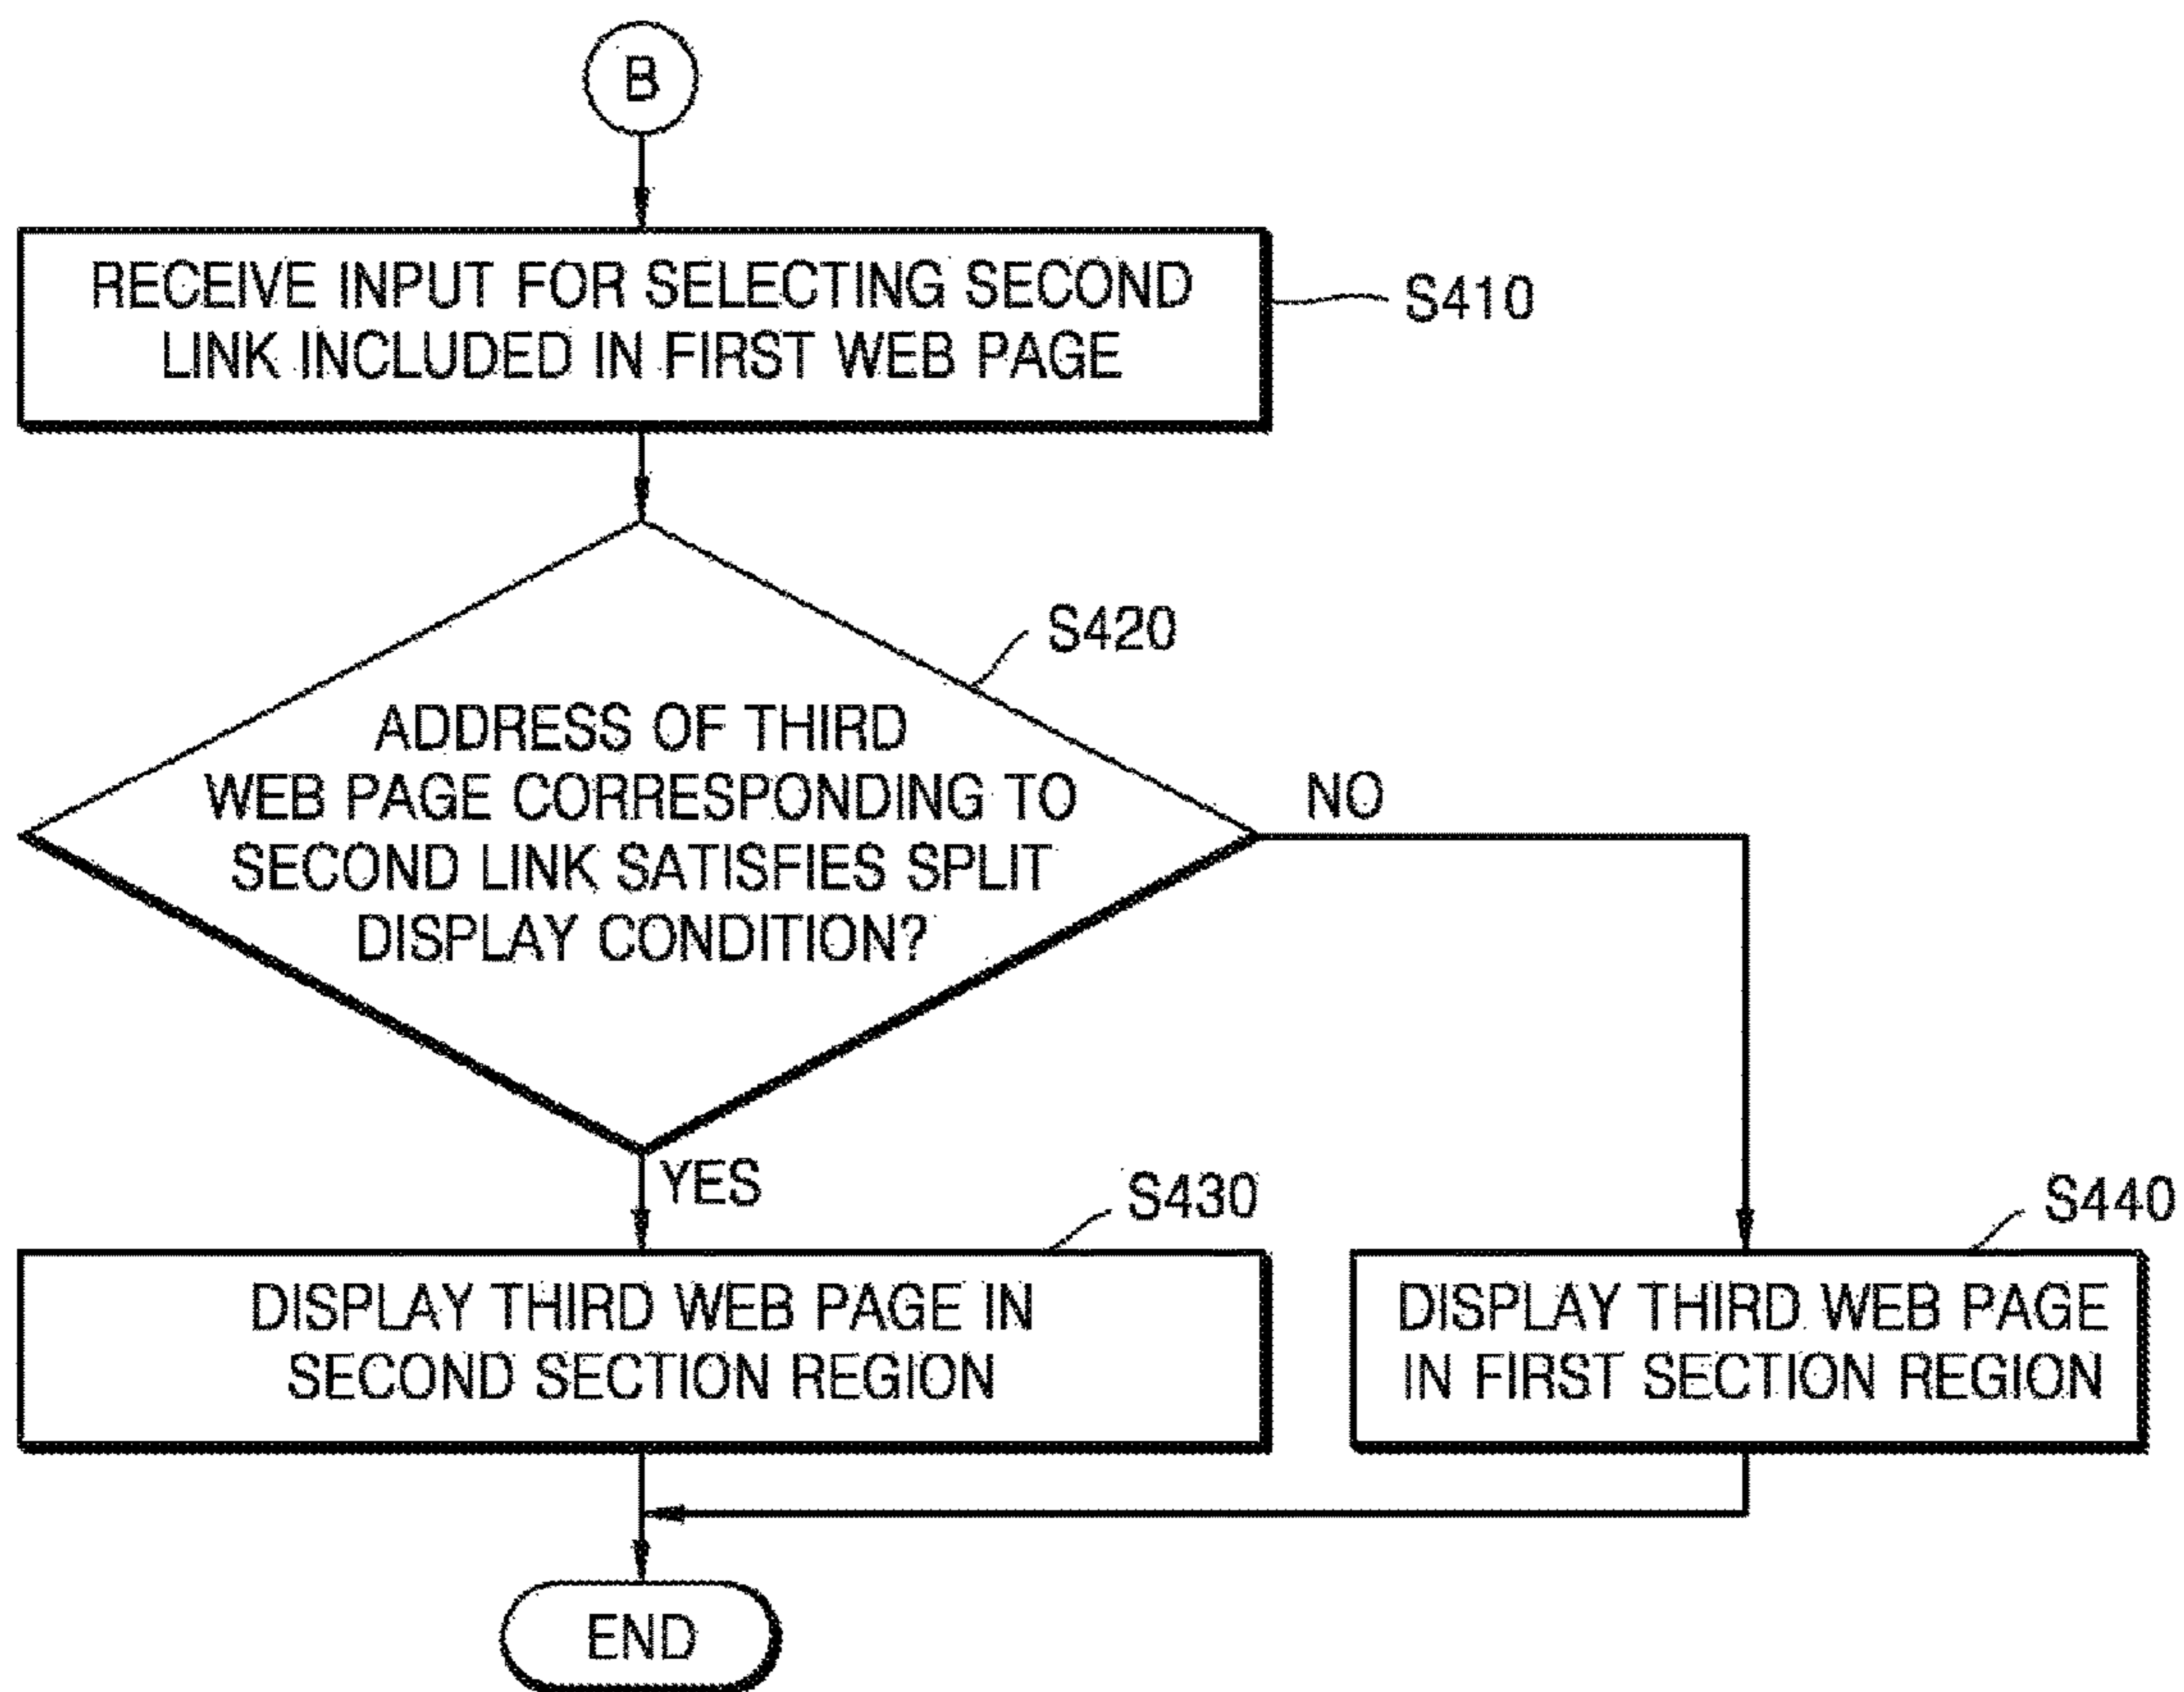 B
RECEIVE INPUT FOR SELECTING SECOND
LINK INCLUDED IN FIRST WEB PAGE
S410
S420
ADDRESS OF THIRD
WEB PAGE CORRESPONDING TO
SECOND LINK SATISFIES SPLIT
DISPLAY CONDITION?
NO
YES
S430
DISPLAY THIRD WEB PAGE IN
SECOND SECTION REGION
S440
DISPLAY THIRD WEB PAGE
IN FIRST SECTION REGION
END